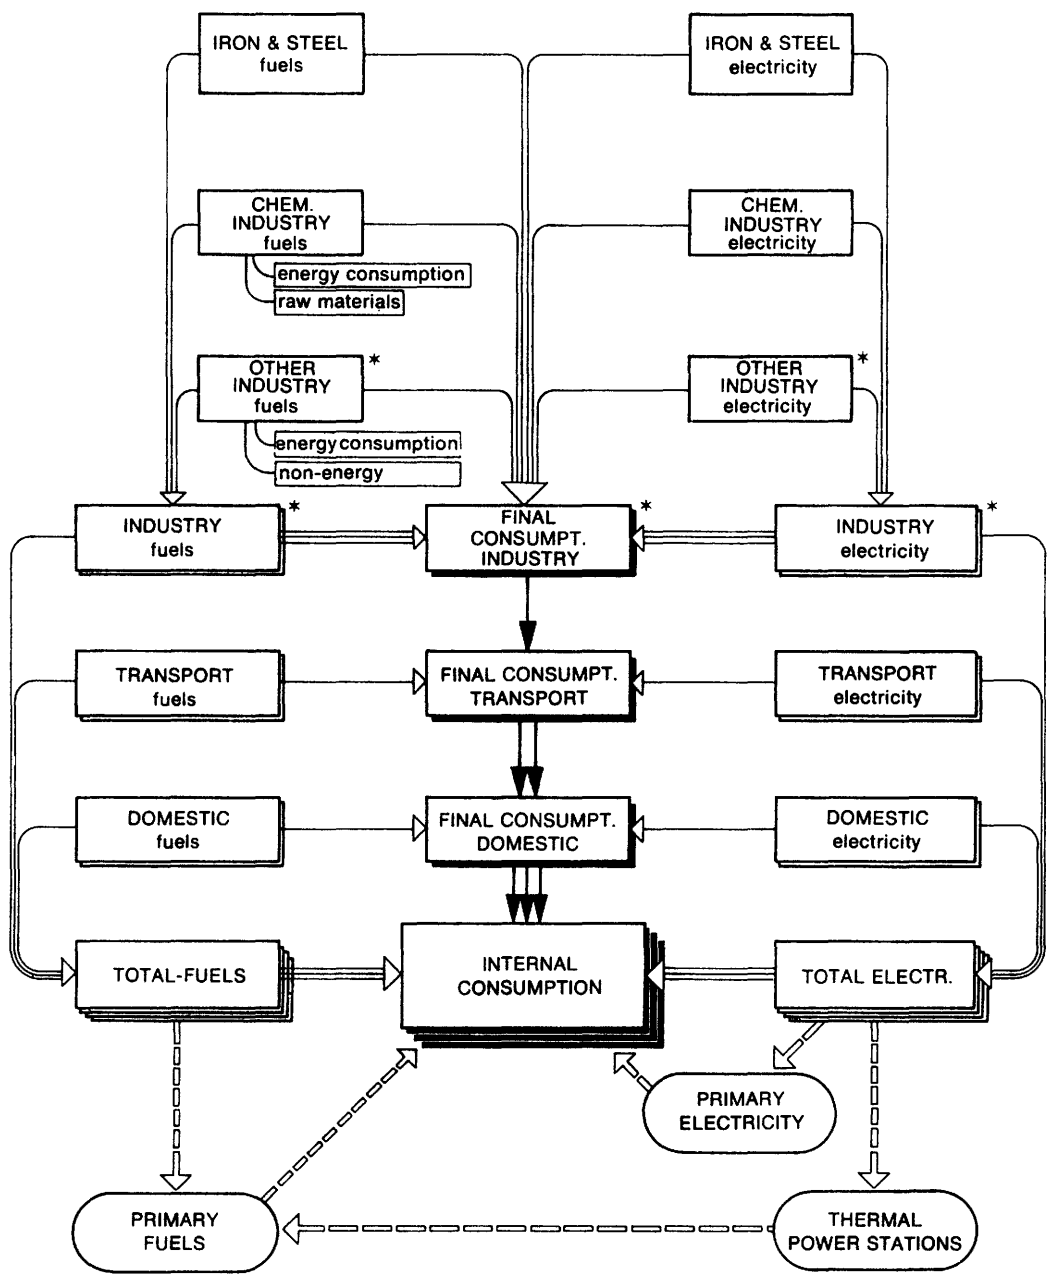 IRON & STEEL
fuels
IRON & STEEL
electricity
CHEM.
INDUSTRY
fuels
energy consumption
raw materials
CHEM.
INDUSTRY
electricity
OTHER
INDUSTRY
fuels
*
energy consumption
non-energy
OTHER
INDUSTRY
electricity
*
INDUSTRY
fuels
*
FINAL
CONSUMPT.
INDUSTRY
*
INDUSTRY
electricity
*
TRANSPORT
fuels
FINAL CONSUMPT.
TRANSPORT
TRANSPORT
electricity
DOMESTIC
fuels
FINAL CONSUMPT.
DOMESTIC
DOMESTIC
electricity
TOTAL-FUELS
INTERNAL
CONSUMPTION
TOTAL ELECTR.
PRIMARY
ELECTRICITY
PRIMARY
FUELS
THERMAL
POWER STATIONS